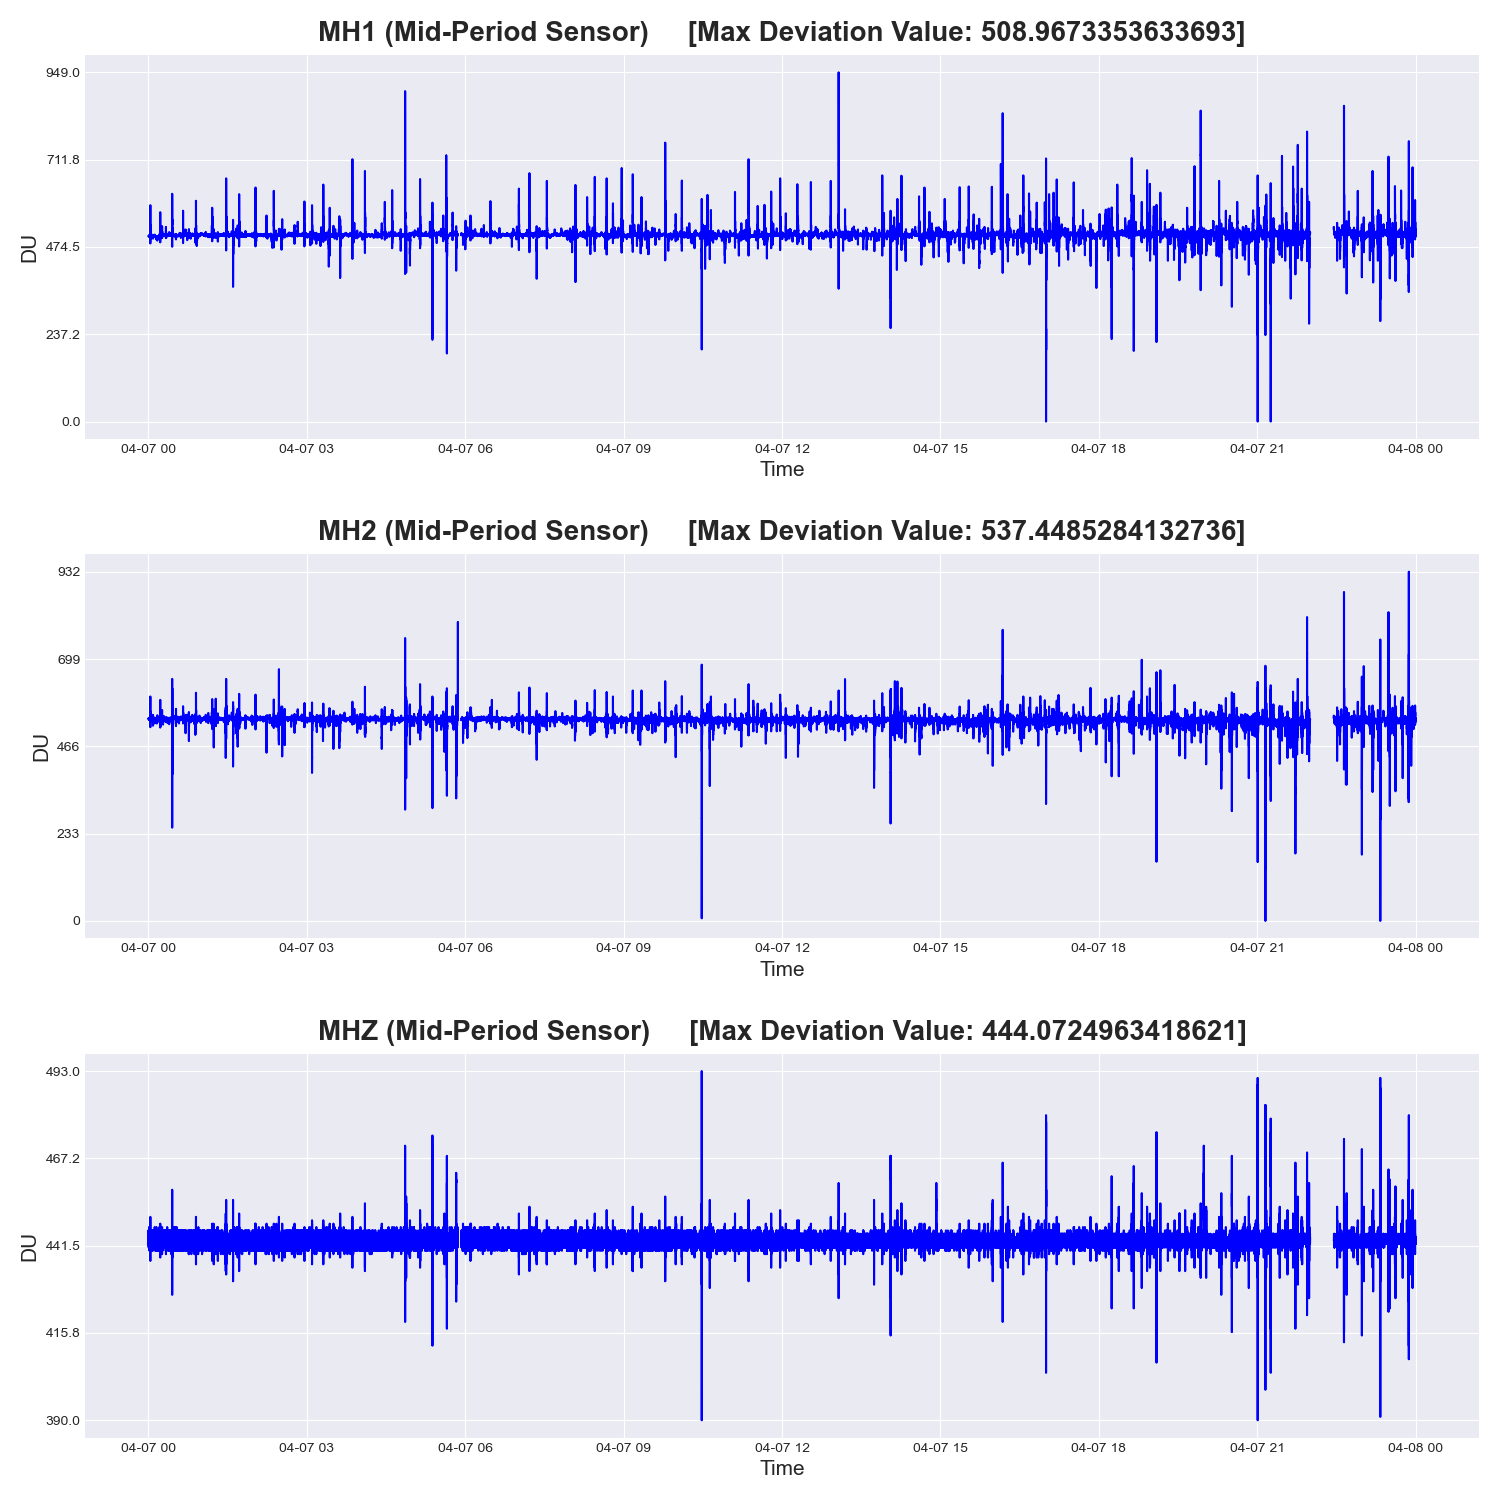 MH1 (Mid-Period Sensor) [Max Deviation Value: 508.9673353633693]
949.0
711.8
474.5
237.2
0.0
DU
04-07 00 04-07 03 04-07 06 04-07 09 04-07 12 04-07 15 04-07 18 04-07 21 04-08 00
Time
MH2 (Mid-Period Sensor) [Max Deviation Value: 537.4485284132736]
932
699
466
233
0
DU
04-07 00 04-07 03 04-07 06 04-07 09 04-07 12 04-07 15 04-07 18 04-07 21 04-08 00
Time
MHZ (Mid-Period Sensor) [Max Deviation Value: 444.0724963418621]
493.0
467.2
441.5
415.8
390.0
DU
04-07 00 04-07 03 04-07 06 04-07 09 04-07 12 04-07 15 04-07 18 04-07 21 04-08 00
Time